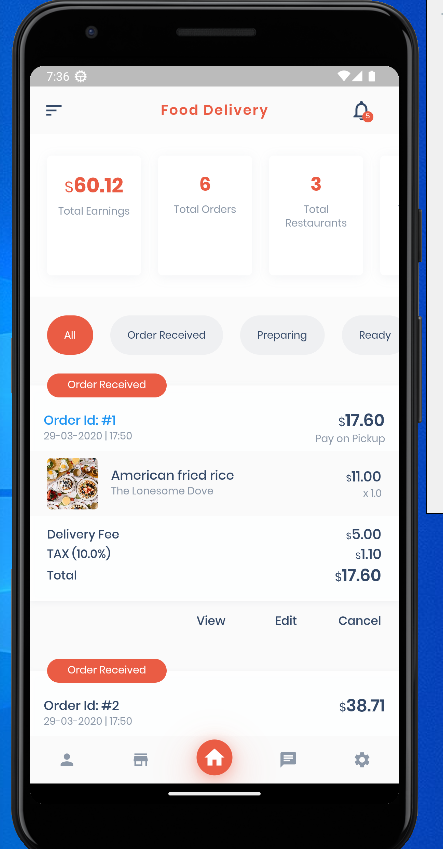 7:36
Food Delivery
5
$60.12
Total Earnings
6
Total Orders
3
Total
Restaurants
All
Order Received
Preparing
Ready
Order Received
Order Id: #1
$17.60
29-03-2020 | 17:50
Pay on Pickup
American fried rice
$11.00
The Lonesome Dove
x 1.0
Delivery Fee
$5.00
TAX (10.0%)
$1.10
Total
$17.60
View
Edit
Cancel
Order Received
Order Id: #2
$38.71
29-03-2020 | 17:50